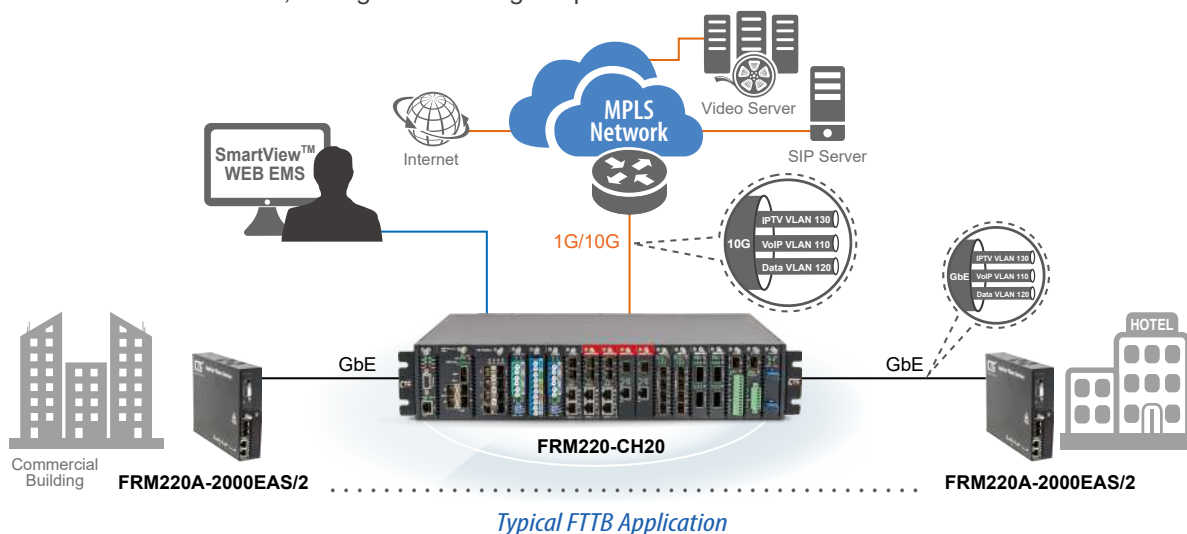 MPLS
Network
Video Server
Internet
SIP Server
SmartView™
WEB EMS
1G/10G
10G
IPTV VLAN 130
VoIP VLAN 110
Data VLAN 120
GbE
IPTV VLAN 130
VoIP VLAN 110
Data VLAN 120
HOTEL
GbE
GbE
FRM220-CH20
Commercial
Building
FRM220A-2000EAS/2
FRM220A-2000EAS/2
Typical FTTB Application